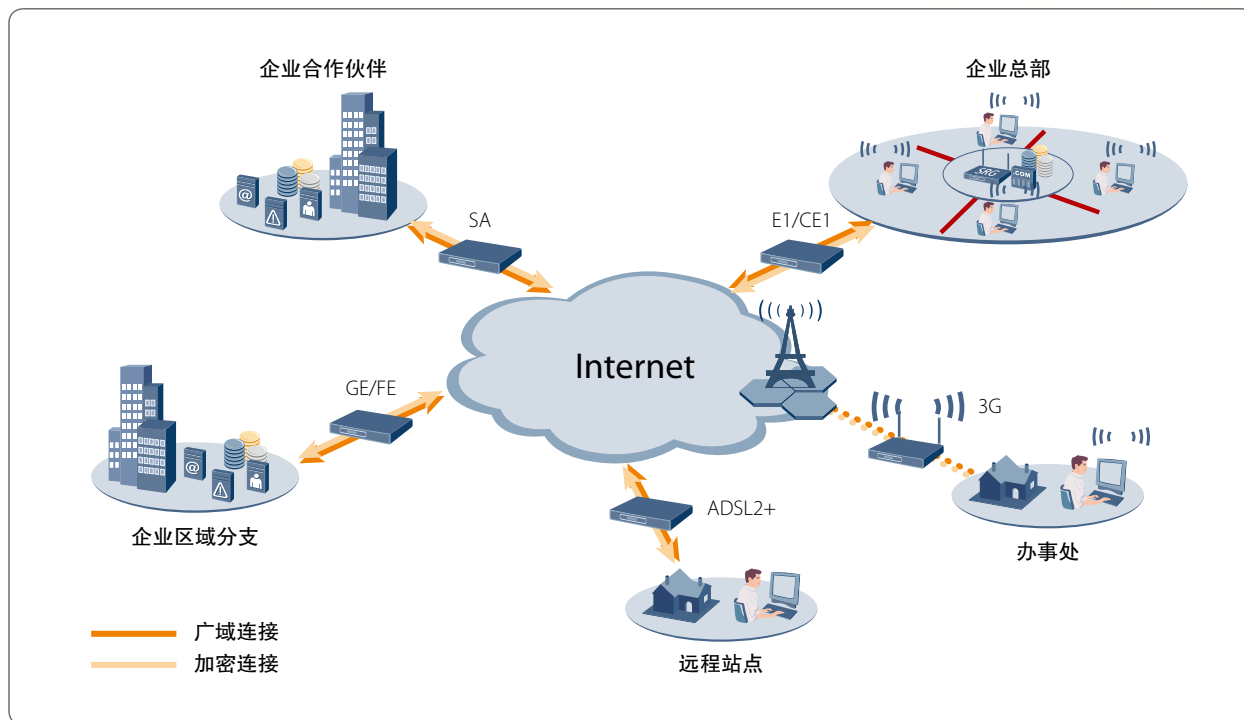 企业合作伙伴
企业总部
SRG
.COM
SA
E1/CE1
Internet
GE/FE
3G
ADSL2+
企业区域分支
办事处
远程站点
广域连接
加密连接
@
@